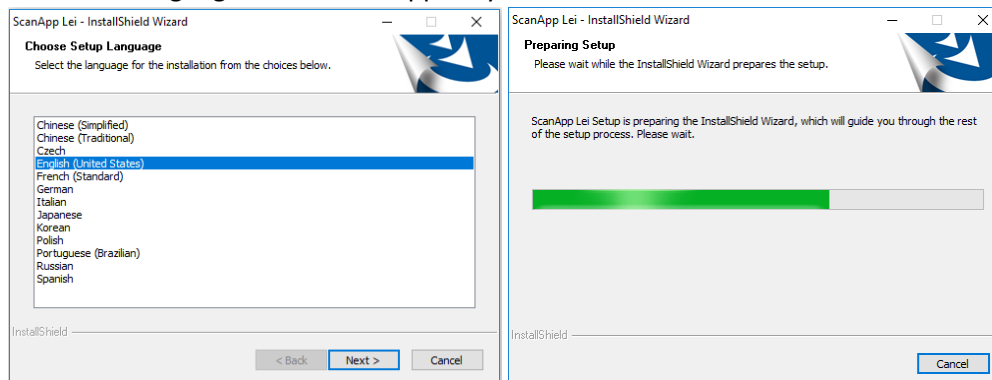 ScanApp Lei - InstallShield Wizard
Choose Setup Language
Select the language for the installation from the choices below.
Chinese (Simplified)
Chinese (Traditional)
Czech
English (United States)
French (Standard)
German
Italian
Japanese
Korean
Polish
Portuguese (Brazilian)
Russian
Spanish
InstallShield
< Back
Next >
Cancel
ScanApp Lei - InstallShield Wizard
Preparing Setup
Please wait while the InstallShield Wizard prepares the setup.
ScanApp Lei Setup is preparing the InstallShield Wizard, which will guide you through the rest
of the setup process. Please wait.
InstallShield
Cancel